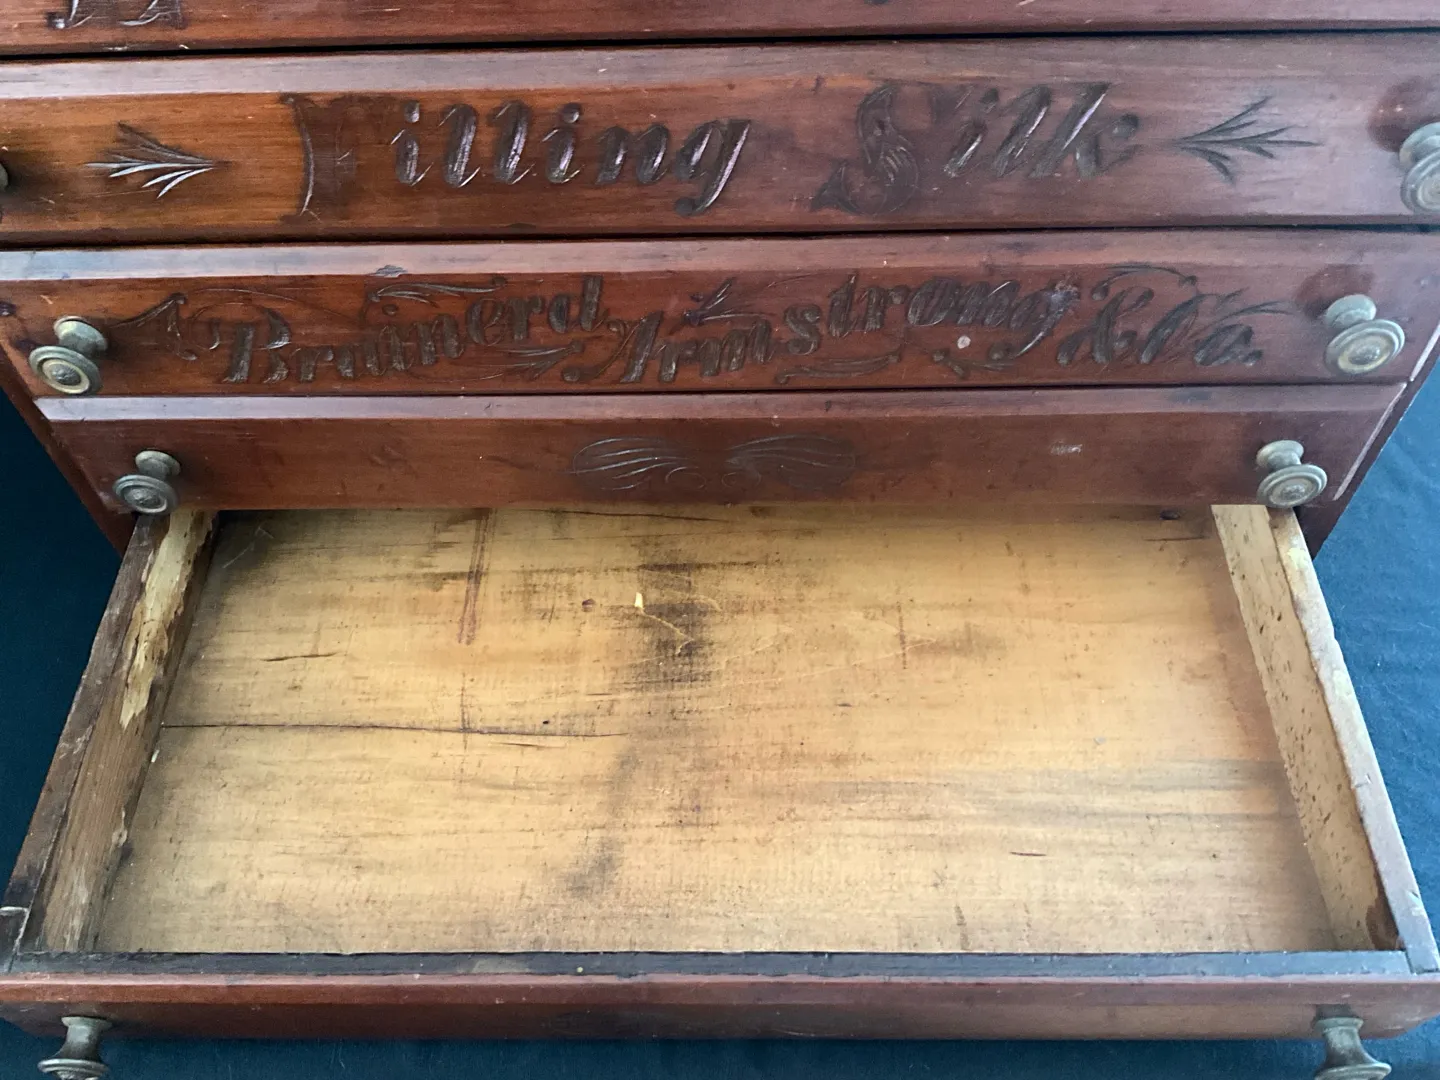 Filling Silk
Brainerd Armstrong & Co.